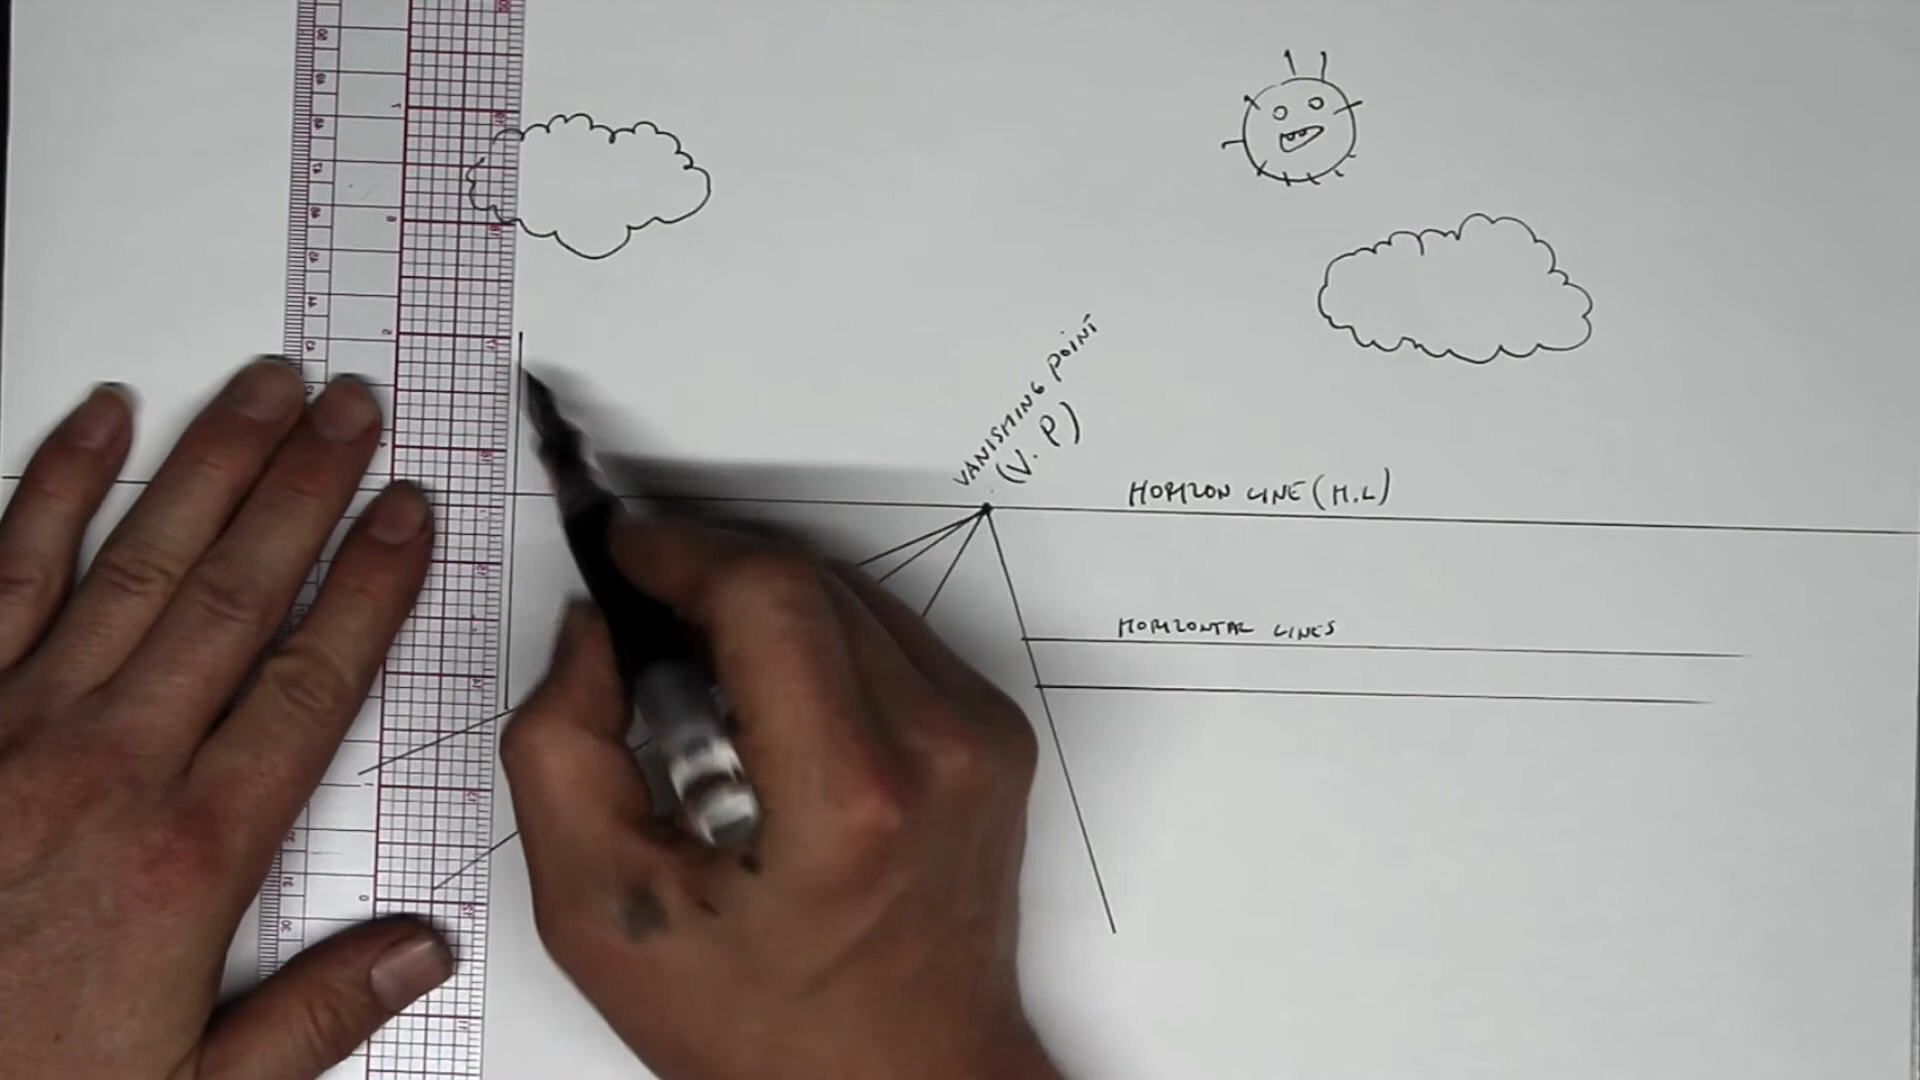 VANISHING POINT
(V. P)
HORIZON LINE (H.L)
HORIZONTAL LINES